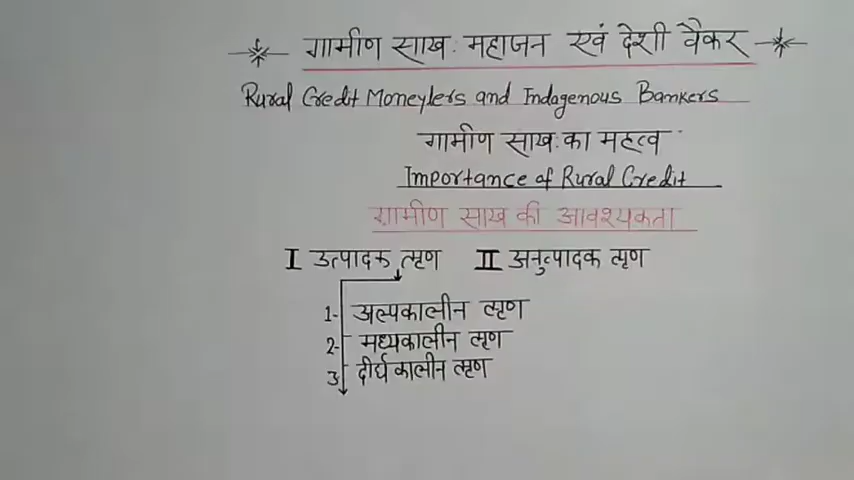 ग्रामीण साख: महाजन एवं देशी बैंकर
Rural Credit Moneylers and Indagenous Bamkers
ग्रामीण साख: का महत्व
Importance of Rural Credit
ग्रामीण साख की आवश्यकता
I उत्पादक ऋण II अनुत्पादक ऋण
1- अल्पकालीन ऋण
2- मध्यकालीन ऋण
3- दीर्घकालीन ऋण